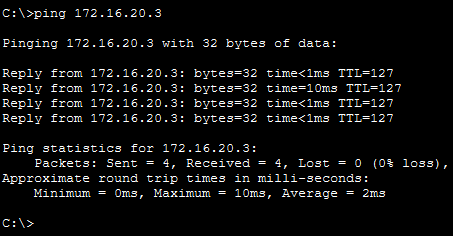 C:\>ping 172.16.20.3
Pinging 172.16.20.3 with 32 bytes of data:
Reply from 172.16.20.3: bytes=32 time<1ms TTL=127
Reply from 172.16.20.3: bytes=32 time=10ms TTL=127
Reply from 172.16.20.3: bytes=32 time<1ms TTL=127
Reply from 172.16.20.3: bytes=32 time<1ms TTL=127
Ping statistics for 172.16.20.3:
    Packets: Sent = 4, Received = 4, Lost = 0 (0% loss),
Approximate round trip times in milli-seconds:
    Minimum = 0ms, Maximum = 10ms, Average = 2ms
C:\>